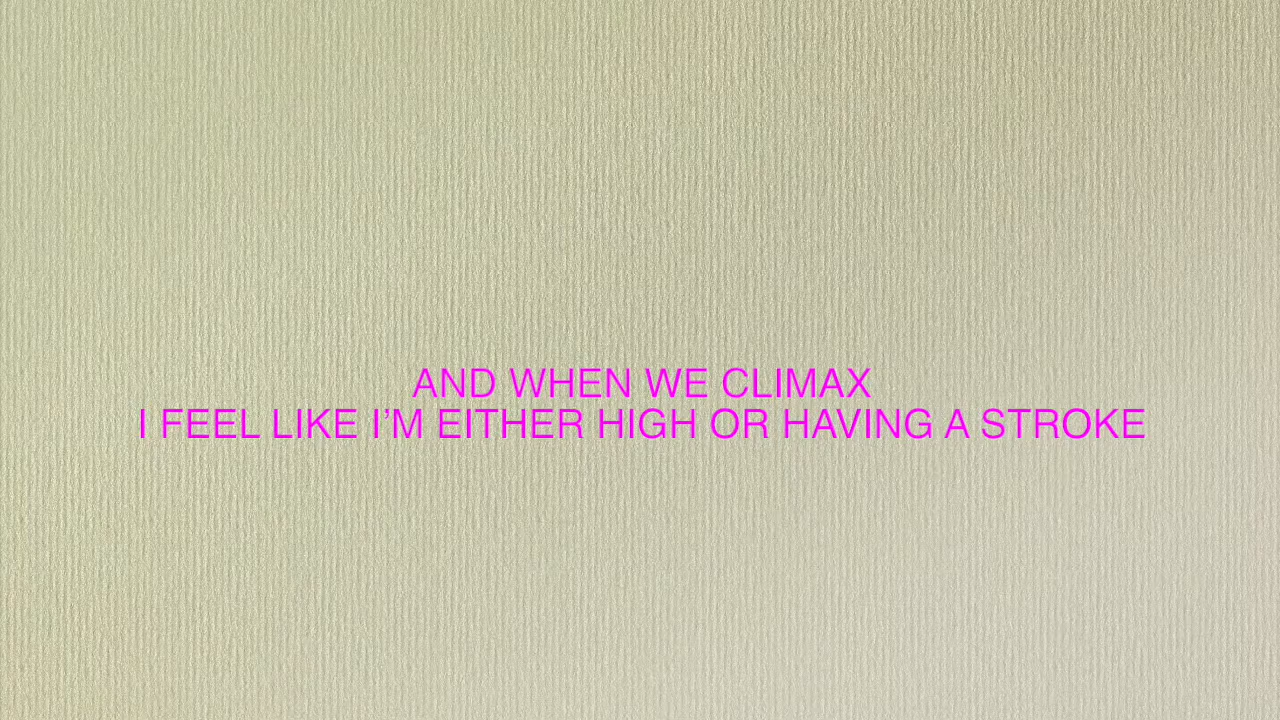 AND WHEN WE CLIMAX
I FEEL LIKE I’M EITHER HIGH OR HAVING A STROKE